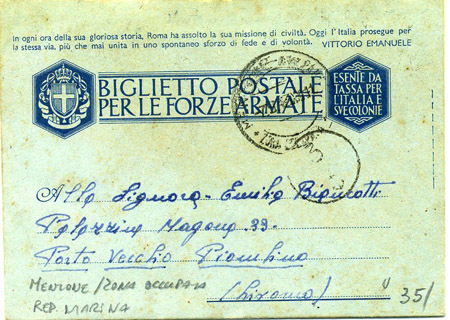 In ogni ora della sua gloriosa storia, Roma ha assolto la sua missione di civiltà. Oggi l'Italia prosegue per
la stessa via, più che mai unita in uno spontaneo sforzo di fede e di volontà. VITTORIO EMANUELE
BIGLIETTO POSTALE
PER LE FORZE ARMATE
ESENTE DA
TASSA PER
L'ITALIA E
SVE COLONIE
Alla Signora - Emilia
Palazzina Magona 39.
Porto Vecchio Piombino
(Livorno)
MENTONE / ZONA OCCUPATA
REP. MARINA
35/